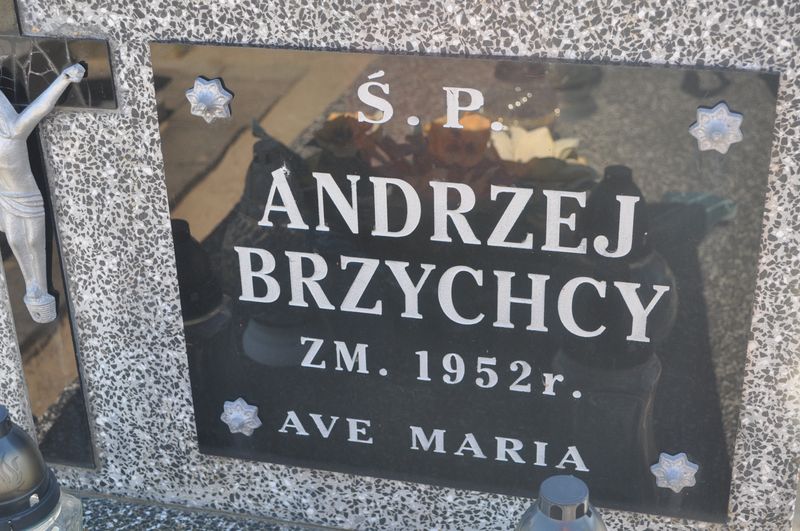 Ś. P.
ANDRZEJ
BRZYCHCY
ZM. 1952r.
AVE MARIA